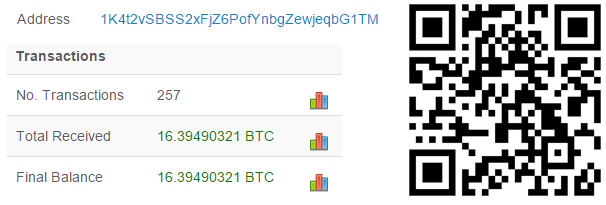 Address 1K4t2vSBSS2xFjZ6PofYnbgZewjeqbG1TM
Transactions
No. Transactions 257
Total Received 16.39490321 BTC
Final Balance 16.39490321 BTC